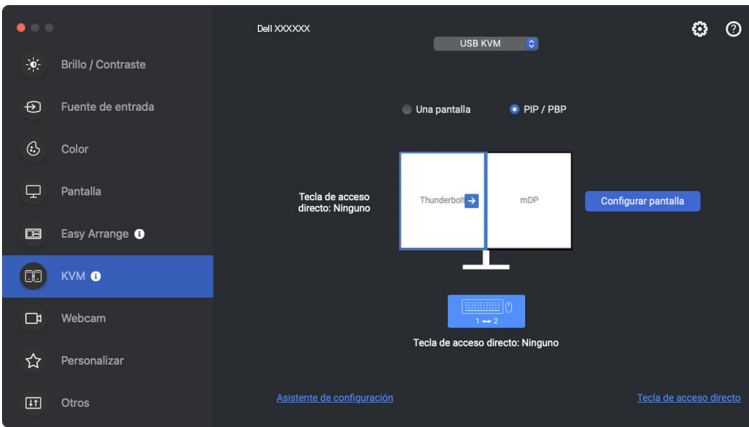 Dell XXXXXX
USB KVM
Brillo / Contraste
Fuente de entrada
Color
Pantalla
Easy Arrange
KVM
Webcam
Personalizar
Otros
Una pantalla
PIP / PBP
Tecla de acceso
directo: Ninguno
Thunderbolt
mDP
Configurar pantalla
1 ↔ 2
Tecla de acceso directo: Ninguno
Asistente de configuración
Tecla de acceso directo